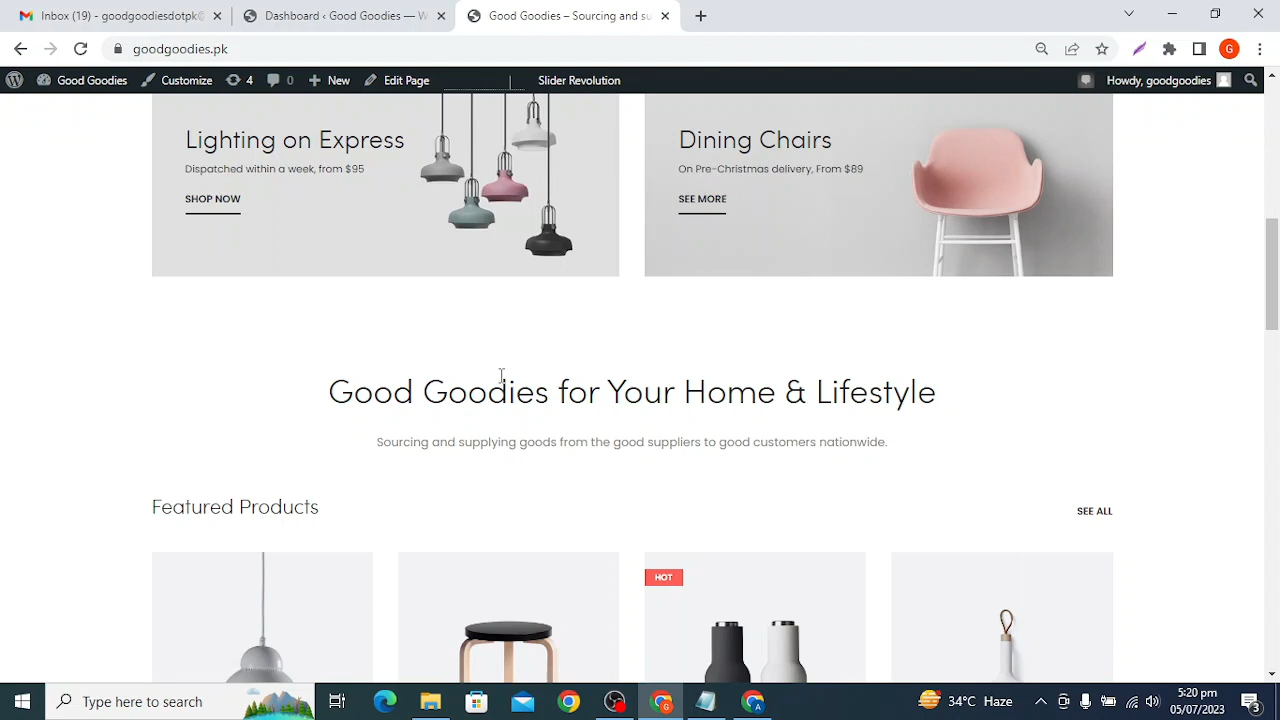 Inbox (19) - goodgoodiesdotpk@
Dashboard ‹ Good Goodies — W
Good Goodies – Sourcing and su
goodgoodies.pk
G
Good Goodies
Customize
4
0
New
Edit Page
Slider Revolution
Howdy, goodgoodies
Lighting on Express
Dispatched within a week, from $95
SHOP NOW
Dining Chairs
On Pre-Christmas delivery, From $89
SEE MORE
Good Goodies for Your Home & Lifestyle
Sourcing and supplying goods from the good suppliers to good customers nationwide.
Featured Products
SEE ALL
HOT
Type here to search
G
A
34°C Haze
5:20 pm
05/07/2023
3